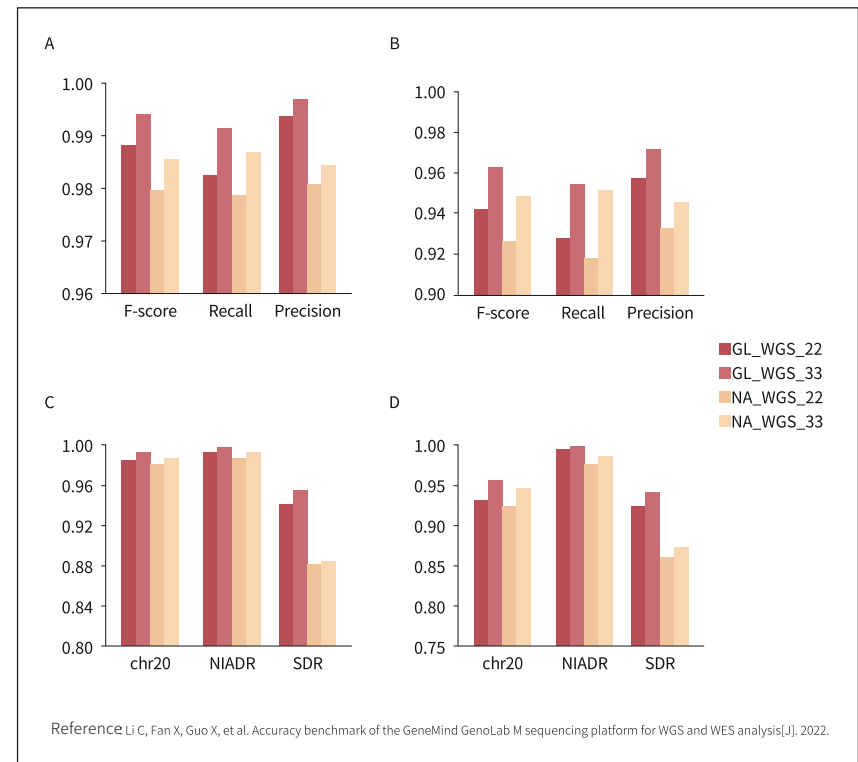 A
1.00
0.99
0.98
0.97
0.96
F-score Recall Precision
B
1.00
0.98
0.96
0.94
0.92
0.90
F-score Recall Precision
GL_WGS_22
GL_WGS_33
NA_WGS_22
NA_WGS_33
C
1.00
0.96
0.92
0.88
0.84
0.80
chr20 NIADR SDR
D
1.00
0.95
0.90
0.85
0.80
0.75
chr20 NIADR SDR
Reference: Li C, Fan X, Guo X, et al. Accuracy benchmark of the GeneMind GenoLab M sequencing platform for WGS and WES analysis[J]. 2022.